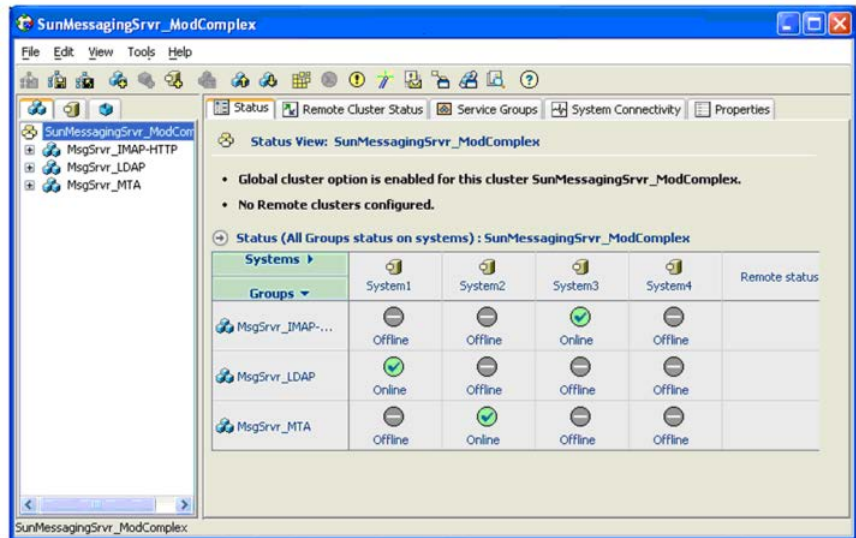 SunMessagingSrvr_ModComplex
File Edit View Tools Help
Status Remote Cluster Status Service Groups System Connectivity Properties
SunMessagingSrvr_ModCom
MsgSrvr_IMAP-HTTP
MsgSrvr_LDAP
MsgSrvr_MTA
Status View: SunMessagingSrvr_ModComplex
• Global cluster option is enabled for this cluster SunMessagingSrvr_ModComplex.
• No Remote clusters configured.
Status (All Groups status on systems) : SunMessagingSrvr_ModComplex
Systems
Groups
System1 System2 System3 System4 Remote status
MsgSrvr_IMAP-...
Offline Offline Online Offline
MsgSrvr_LDAP
Online Offline Offline Offline
MsgSrvr_MTA
Offline Online Offline Offline
SunMessagingSrvr_ModComplex